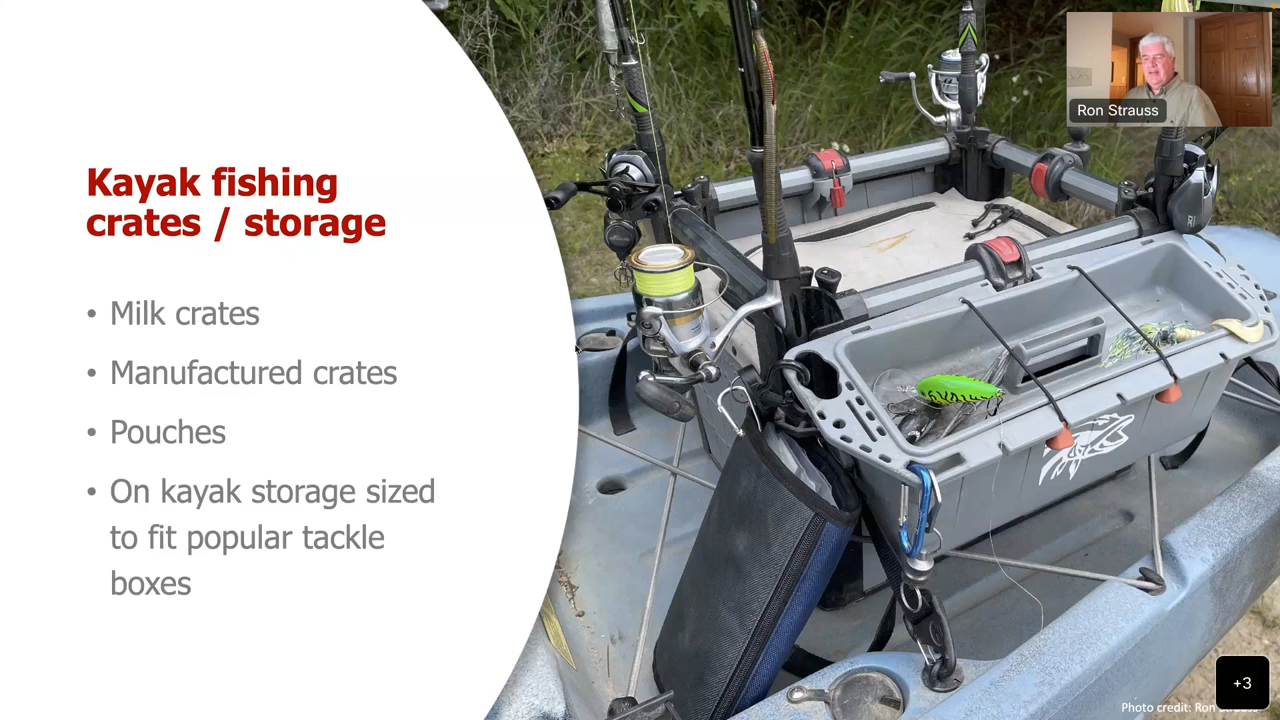 Kayak fishing
crates / storage
• Milk crates
• Manufactured crates
• Pouches
• On kayak storage sized
to fit popular tackle
boxes
Ron Strauss
+3
Photo credit: Ron